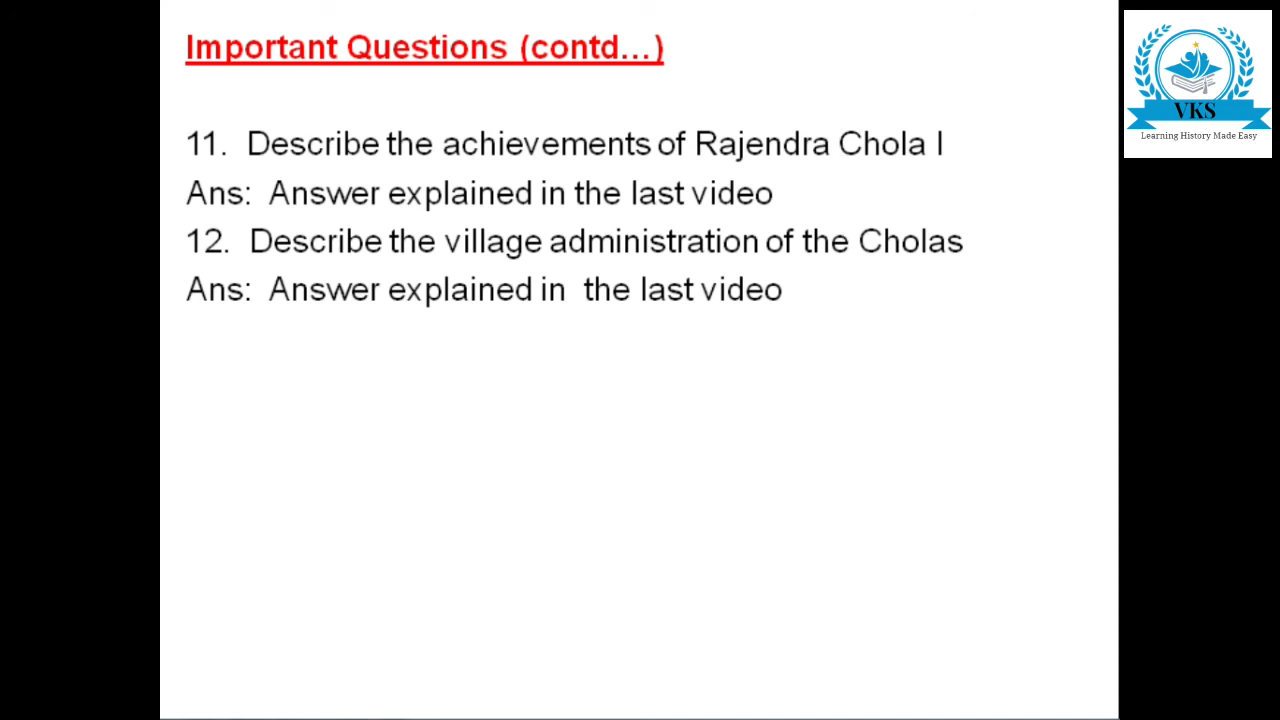 Important Questions (contd...)
VKS
Learning History Made Easy
11. Describe the achievements of Rajendra Chola I
Ans: Answer explained in the last video
12. Describe the village administration of the Cholas
Ans: Answer explained in the last video